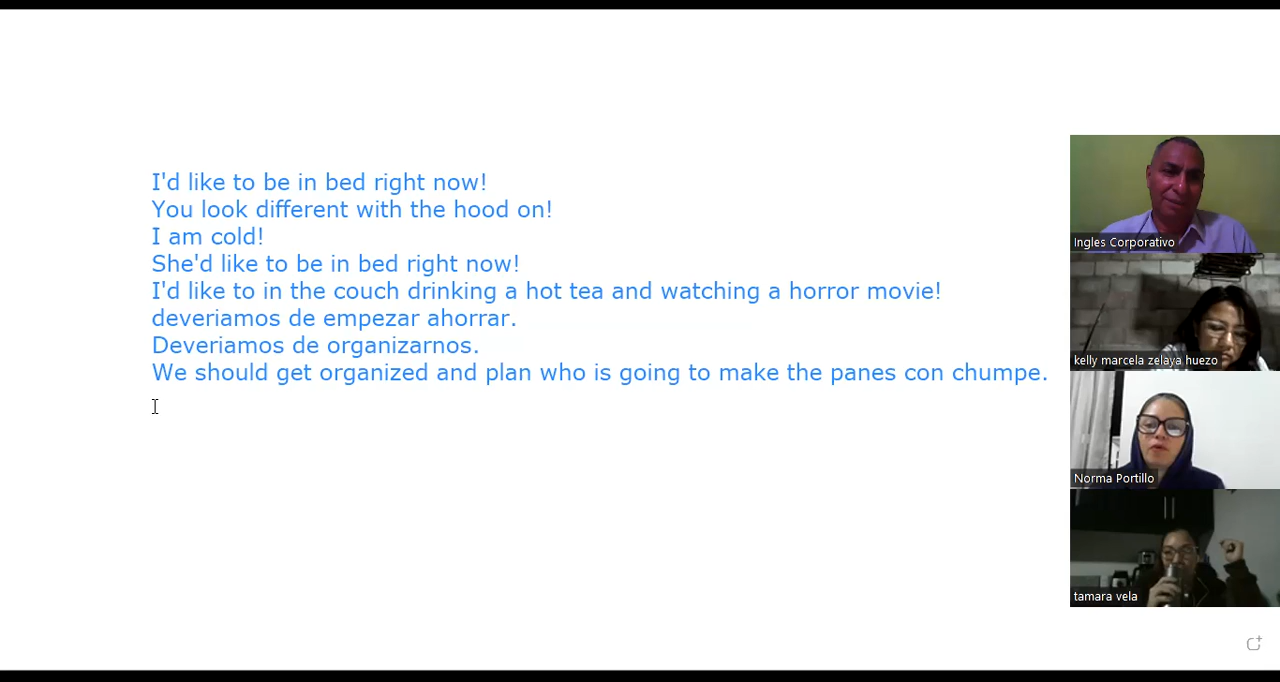 I'd like to be in bed right now!
You look different with the hood on!
I am cold!
She'd like to be in bed right now!
I'd like to in the couch drinking a hot tea and watching a horror movie!
deveriamos de empezar ahorrar.
Deveriamos de organizarnos.
We should get organized and plan who is going to make the panes con chumpe.
Ingles Corporativo
kelly marcela zelaya huezo
Norma Portillo
tamara vela